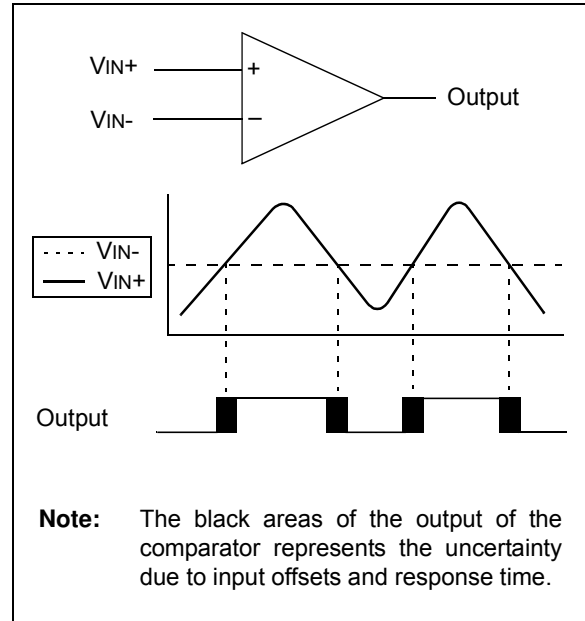 VIN+
+
Output
VIN-
–
VIN-
VIN+
Output
Note: The black areas of the output of the
comparator represents the uncertainty
due to input offsets and response time.